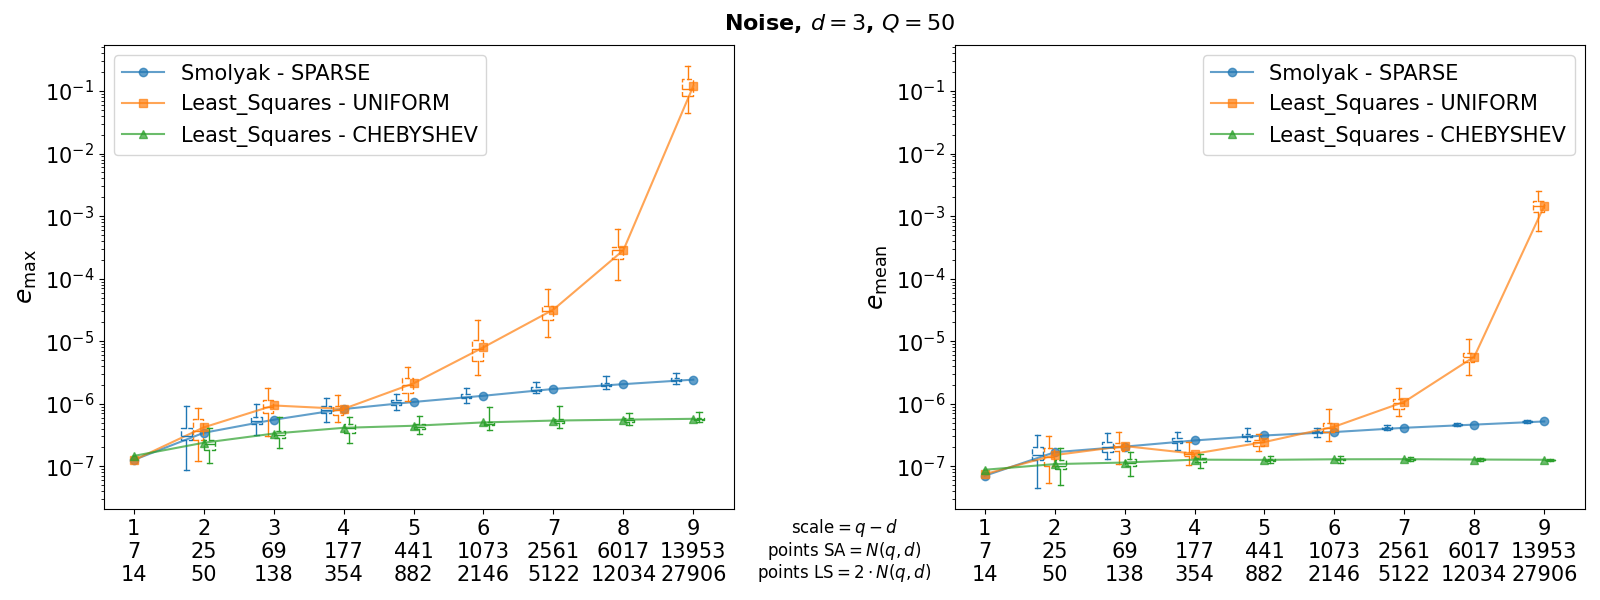 Noise, d = 3, Q = 50
Smolyak - SPARSE
Least_Squares - UNIFORM
Least_Squares - CHEBYSHEV
e_max
10⁻¹
10⁻²
10⁻³
10⁻⁴
10⁻⁵
10⁻⁶
10⁻⁷
1 2 3 4 5 6 7 8 9
7 25 69 177 441 1073 2561 6017 13953
14 50 138 354 882 2146 5122 12034 27906
scale = q − d
points SA = N(q, d)
points LS = 2 · N(q, d)
Smolyak - SPARSE
Least_Squares - UNIFORM
Least_Squares - CHEBYSHEV
e_mean
10⁻¹
10⁻²
10⁻³
10⁻⁴
10⁻⁵
10⁻⁶
10⁻⁷
1 2 3 4 5 6 7 8 9
7 25 69 177 441 1073 2561 6017 13953
14 50 138 354 882 2146 5122 12034 27906